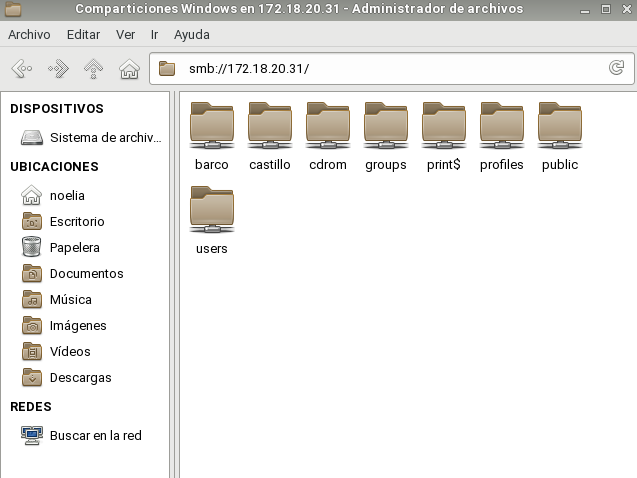 Comparticiones Windows en 172.18.20.31 - Administrador de archivos
Archivo Editar Ver Ir Ayuda
smb://172.18.20.31/
DISPOSITIVOS
Sistema de archiv...
UBICACIONES
noelia
Escritorio
Papelera
Documentos
Música
Imágenes
Vídeos
Descargas
REDES
Buscar en la red
barco castillo cdrom groups print$ profiles public
users